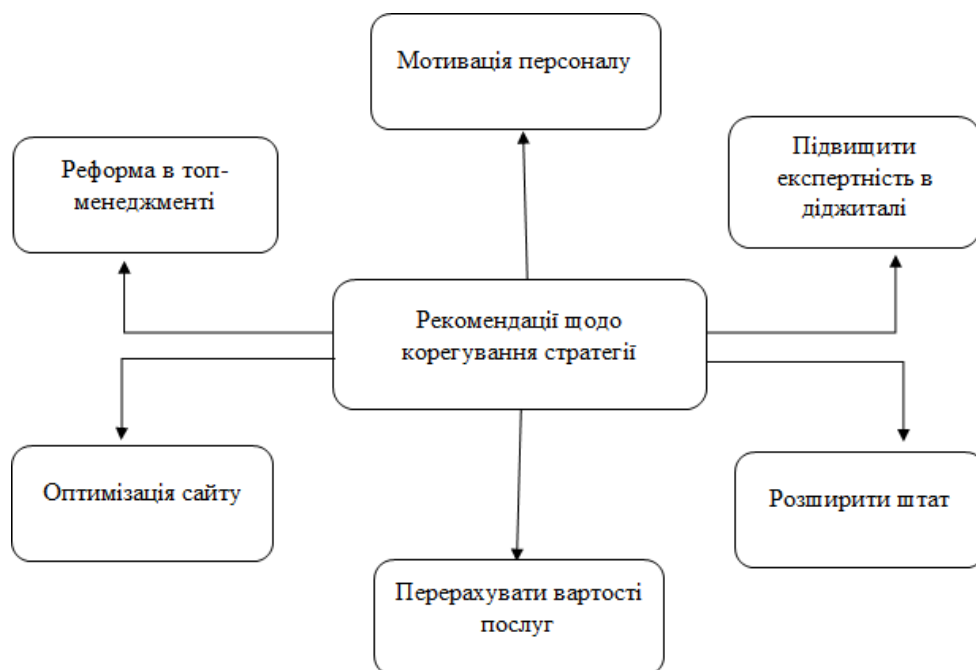 Мотивація персоналу
Реформа в топ-
менеджменті
Підвищити
експертність в
діджиталі
Рекомендації щодо
корегування стратегії
Оптимізація сайту
Розширити штат
Перерахувати вартості
послуг